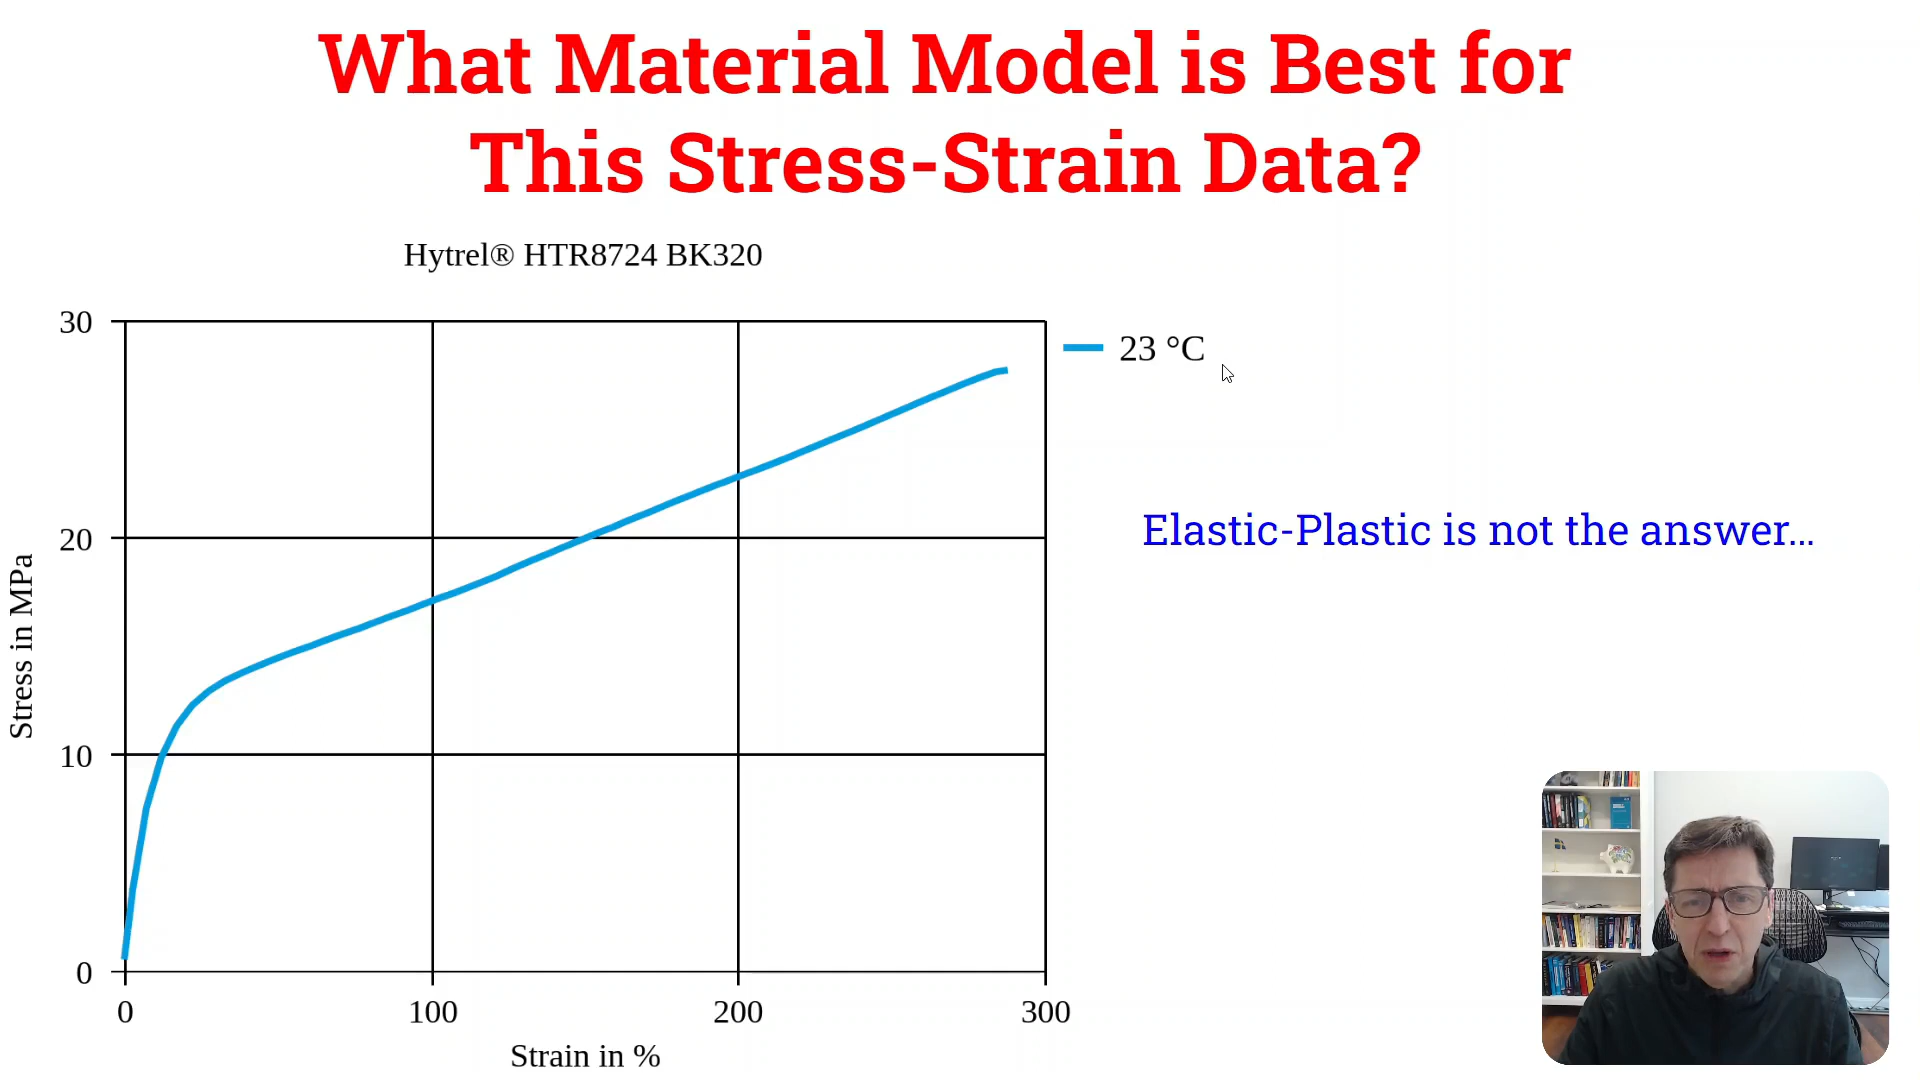 What Material Model is Best for
This Stress-Strain Data?
Hytrel® HTR8724 BK320
30
20
10
0
Stress in MPa
0 100 200 300
Strain in %
23 °C
Elastic-Plastic is not the answer...